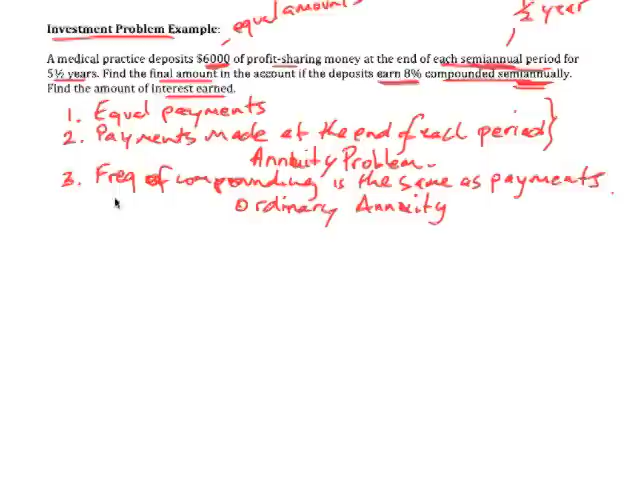 equal amounts
½ year
Investment Problem Example:
A medical practice deposits $6000 of profit-sharing money at the end of each semiannual period for
5½ years. Find the final amount in the account if the deposits earn 8% compounded semiannually.
Find the amount of interest earned.
1. Equal payments
2. Payments Made at the end of each period
Annuity Problem.
3. Freq of compounding is the same as payments.
Ordinary Annuity